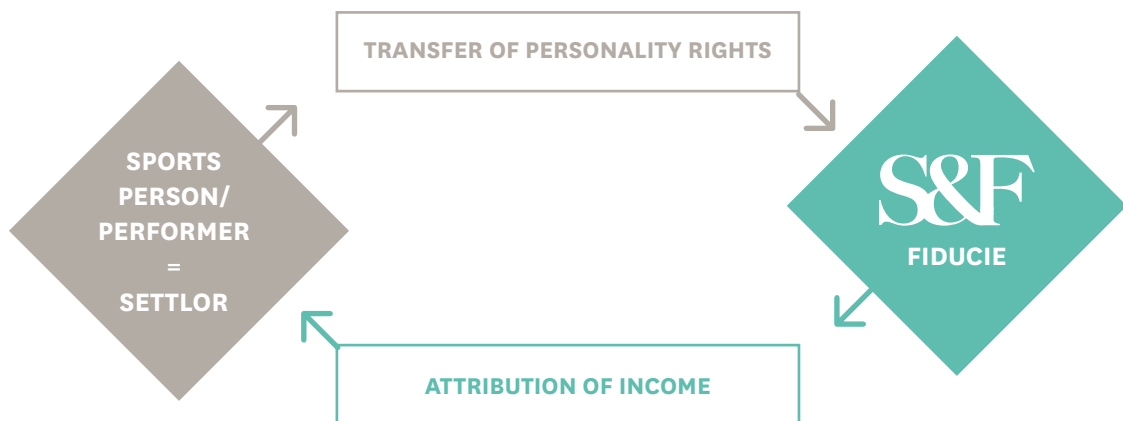 TRANSFER OF PERSONALITY RIGHTS
SPORTS
PERSON/
PERFORMER
=
SETTLOR
S&F
FIDUCIE
ATTRIBUTION OF INCOME